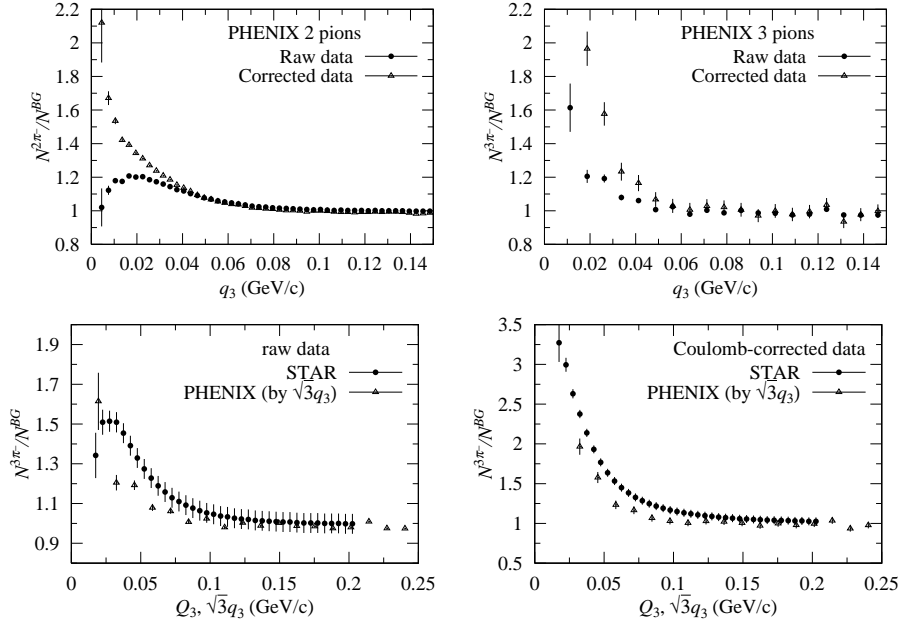 PHENIX 2 pions
Raw data
Corrected data
N^{2π−}/N^{BG}
2.2
2
1.8
1.6
1.4
1.2
1
0.8
0 0.02 0.04 0.06 0.08 0.1 0.12 0.14
q₃ (GeV/c)
PHENIX 3 pions
Raw data
Corrected data
N^{3π−}/N^{BG}
2.2
2
1.8
1.6
1.4
1.2
1
0.8
0 0.02 0.04 0.06 0.08 0.1 0.12 0.14
q₃ (GeV/c)
raw data
STAR
PHENIX (by √3q₃)
N^{3π−}/N^{BG}
1.9
1.7
1.5
1.3
1.1
0.9
0 0.05 0.1 0.15 0.2 0.25
Q₃, √3q₃ (GeV/c)
Coulomb-corrected data
STAR
PHENIX (by √3q₃)
N^{3π−}/N^{BG}
3.5
3
2.5
2
1.5
1
0.5
0 0.05 0.1 0.15 0.2 0.25
Q₃, √3q₃ (GeV/c)